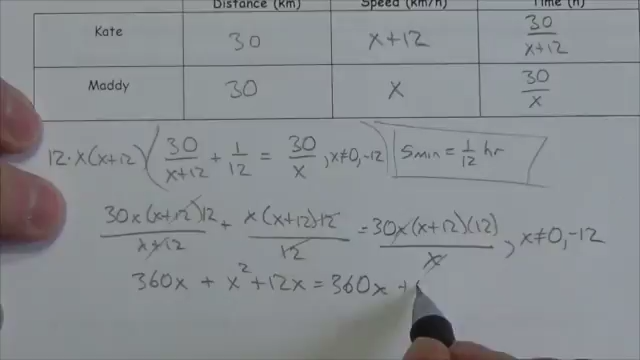 Distance (km) Speed (km/h) Time (h)
Kate 30 x+12 30/(x+12)
Maddy 30 x 30/x
12·x(x+12)(30/(x+12) + 1/12 = 30/x, x≠0,-12) 5min = 1/12 hr
30x(x+12)12/(x+12) + x(x+12)12/12 = 30x(x+12)(12)/x, x≠0,-12
360x + x² + 12x = 360x +